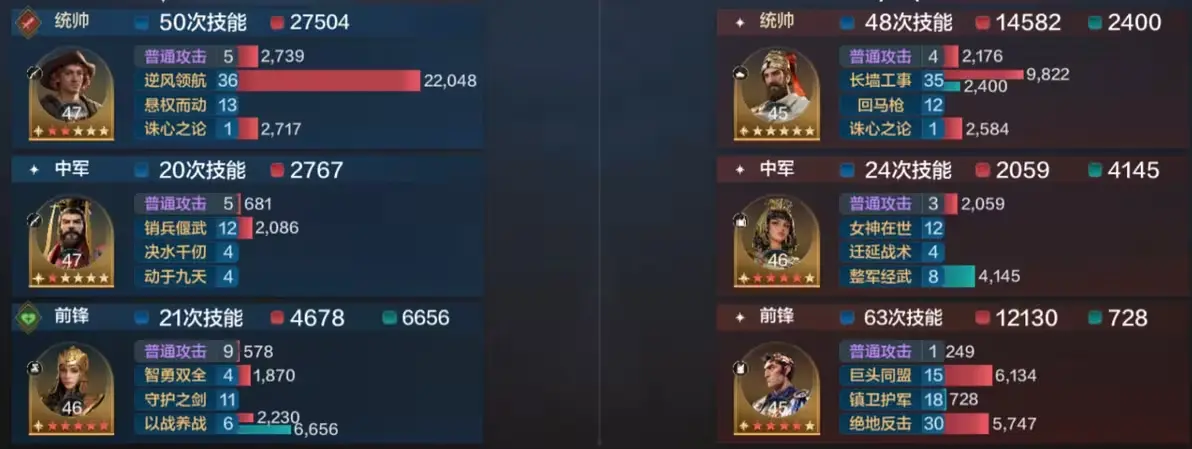 统帅 50次技能 27504
普通攻击 5 2,739
逆风领航 36 22,048
悬权而动 13
诛心之论 1 2,717
47
中军 20次技能 2767
普通攻击 5 681
销兵偃武 12 2,086
决水千仞 4
动于九天 4
47
前锋 21次技能 4678 6656
普通攻击 9 578
智勇双全 4 1,870
守护之剑 11
以战养战 6 2,230 6,656
46
统帅 48次技能 14582 2400
普通攻击 4 2,176
长墙工事 35 9,822 2,400
回马枪 12
诛心之论 1 2,584
45
中军 24次技能 2059 4145
普通攻击 3 2,059
女神在世 12
迂延战术 4
整军经武 8 4,145
46
前锋 63次技能 12130 728
普通攻击 1 249
巨头同盟 15 6,134
镇卫护军 18 728
绝地反击 30 5,747
45